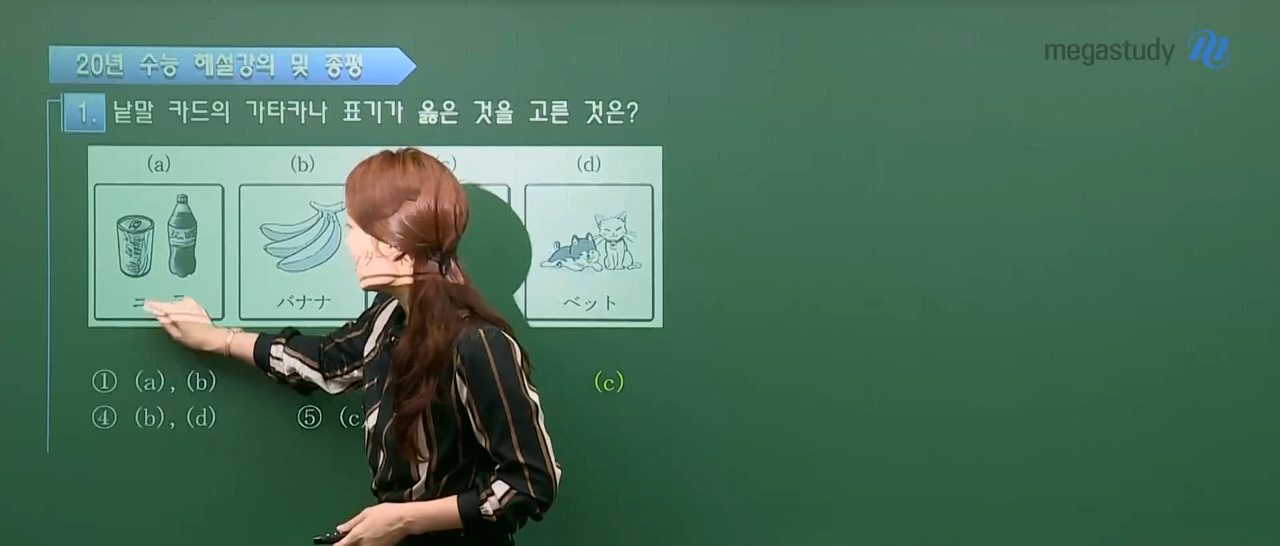 megastudy
20년 수능 해설강의 및 총평
1. 낱말 카드의 가타카나 표기가 옳은 것을 고른 것은?
(a) (b) (d)
バナナ ベット
① (a), (b) (c)
④ (b), (d) ⑤ (c)